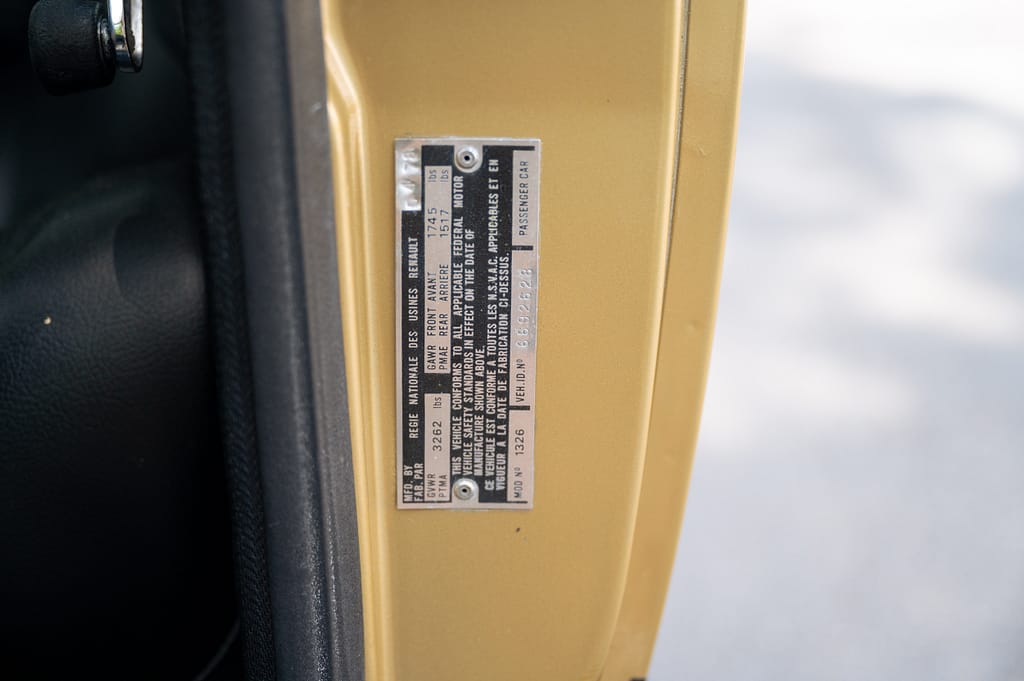 MFD. BY
FAB. PAR REGIE NATIONALE DES USINES RENAULT
GVWR 3262 lbs. GAWR FRONT AVANT 1745 lbs
PTMA PMAE REAR ARRIERE 1517 lbs
THIS VEHICLE CONFORMS TO ALL APPLICABLE FEDERAL MOTOR
VEHICLE SAFETY STANDARDS IN EFFECT ON THE DATE OF
MANUFACTURE SHOWN ABOVE.
CE VEHICULE EST CONFORME A TOUTES LES N.S.V.A.C. APPLICABLES ET EN
VIGUEUR A LA DATE DE FABRICATION CI-DESSUS.
MOD Nº 1326 VEH.ID.Nº PASSENGER CAR